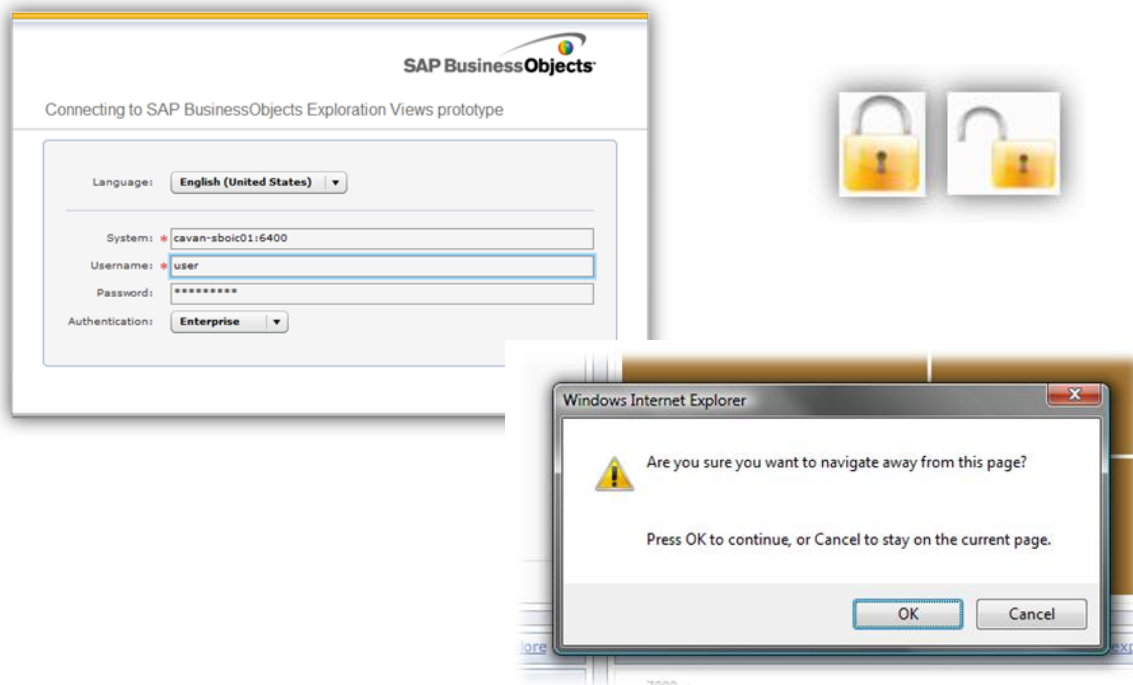 SAP BusinessObjects
Connecting to SAP BusinessObjects Exploration Views prototype
Language: English (United States)
System: * cavan-sboic01:6400
Username: * user
Password: *********
Authentication: Enterprise
Windows Internet Explorer
Are you sure you want to navigate away from this page?
Press OK to continue, or Cancel to stay on the current page.
OK Cancel
lore exp